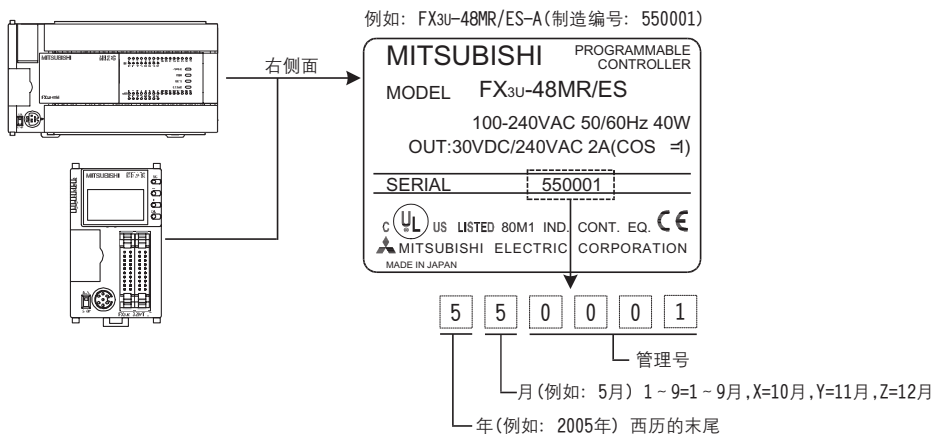 例如: FX3U-48MR/ES-A(制造编号: 550001)
MITSUBISHI
PROGRAMMABLE
CONTROLLER
MODEL FX3U-48MR/ES
100-240VAC 50/60Hz 40W
OUT:30VDC/240VAC 2A(COS =1)
SERIAL 550001
C UL US LISTED 80M1 IND. CONT. EQ. CE
MITSUBISHI ELECTRIC CORPORATION
MADE IN JAPAN
右侧面
MITSUBISHI
MITSUBISHI
5 5 0 0 0 1
管理号
月(例如: 5月) 1~9=1~9月,X=10月,Y=11月,Z=12月
年(例如: 2005年) 西历的末尾